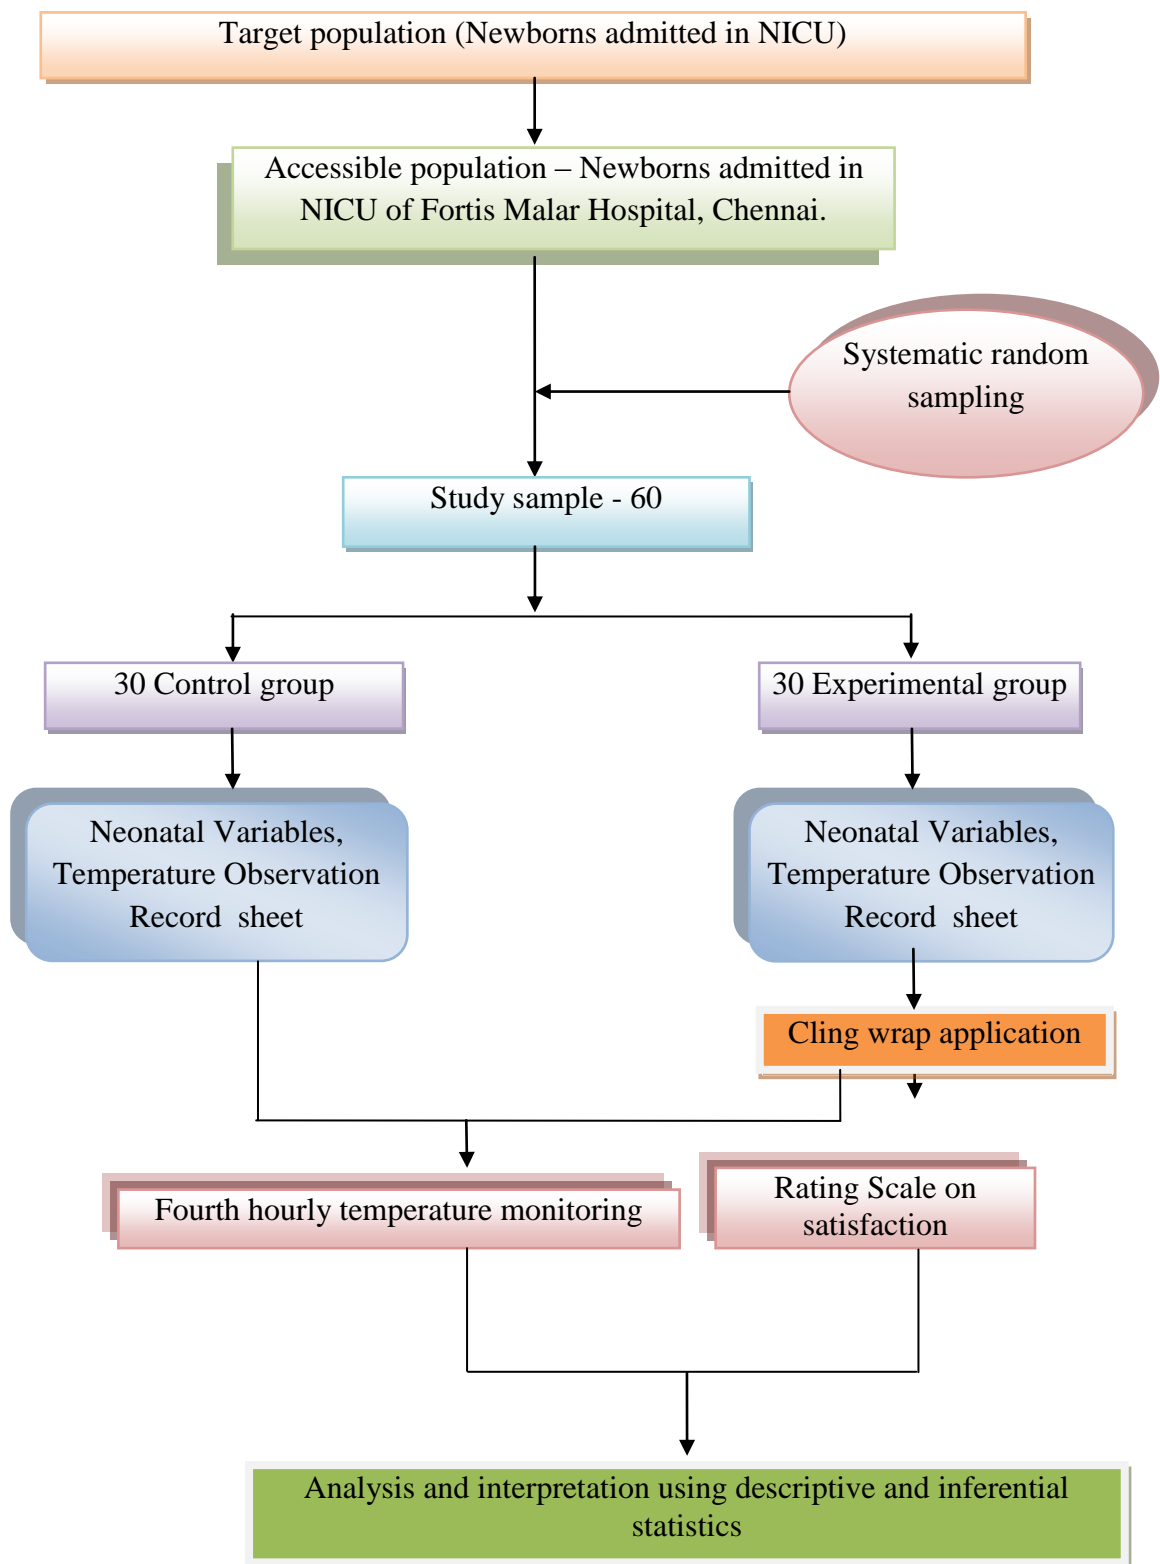 Target population (Newborns admitted in NICU)
Accessible population – Newborns admitted in
NICU of Fortis Malar Hospital, Chennai.
Systematic random
sampling
Study sample - 60
30 Control group
30 Experimental group
Neonatal Variables,
Temperature Observation
Record sheet
Neonatal Variables,
Temperature Observation
Record sheet
Cling wrap application
Fourth hourly temperature monitoring
Rating Scale on
satisfaction
Analysis and interpretation using descriptive and inferential
statistics